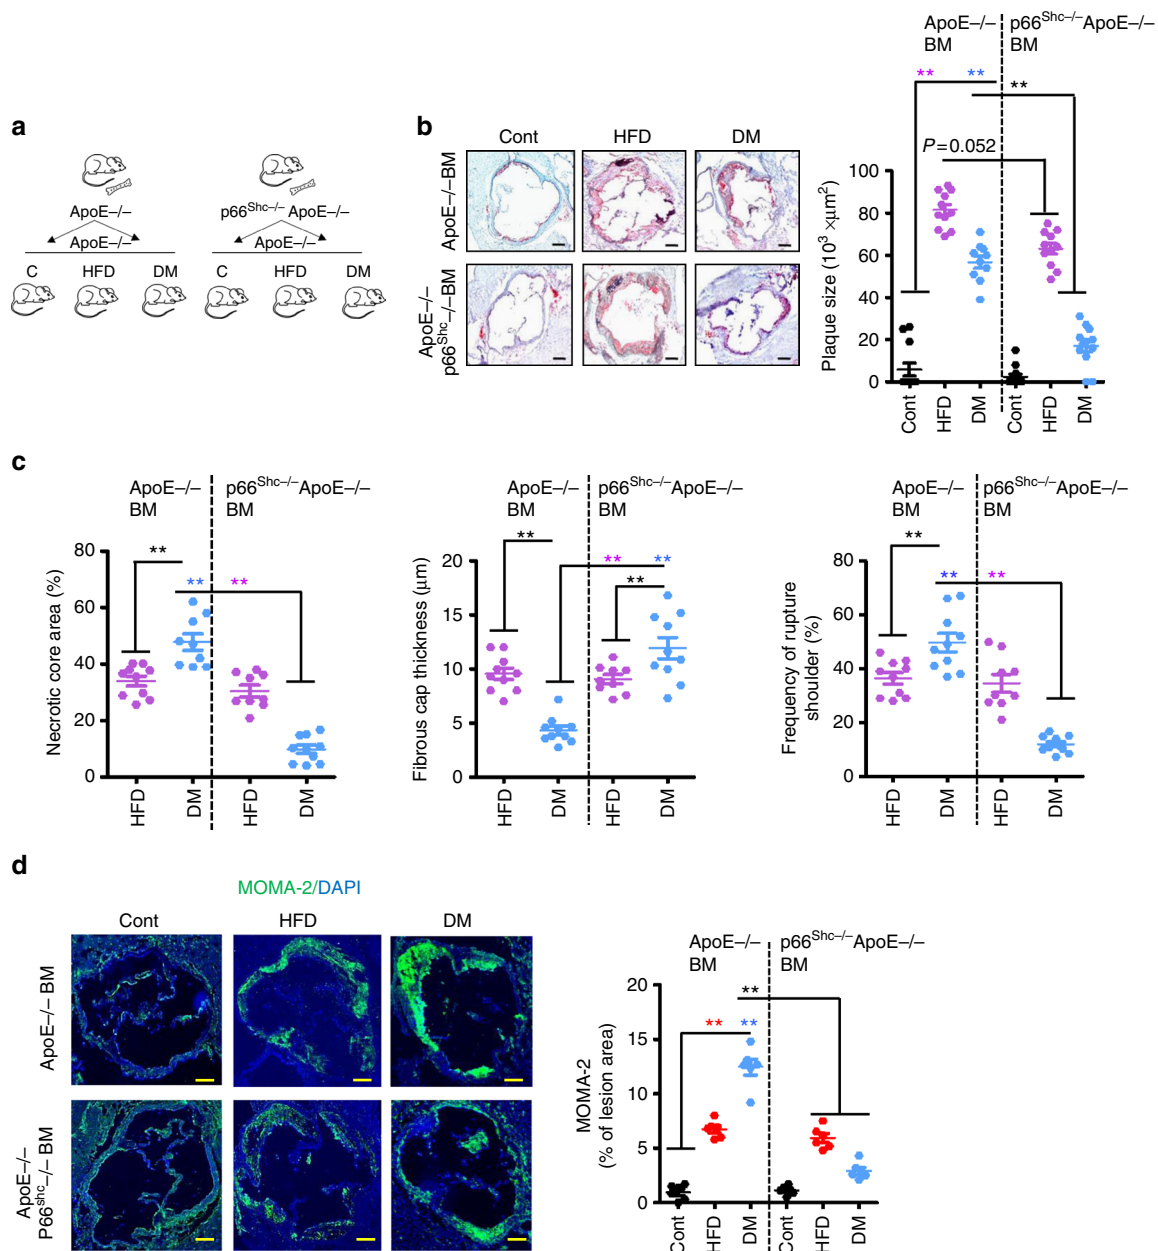 a
ApoE–/–
p66Shc–/– ApoE–/–
ApoE–/–
ApoE–/–
C HFD DM C HFD DM
b
Cont HFD DM
ApoE–/–BM
ApoE–/–
p66Shc–/–BM
ApoE–/–
BM
p66Shc–/–ApoE–/–
BM
** **
**
P=0.052
Plaque size (10³ ×µm²)
100
80
60
40
20
0
Cont HFD DM Cont HFD DM
c
ApoE–/–
BM
p66Shc–/–ApoE–/–
BM
**
** **
Necrotic core area (%)
80
60
40
20
0
HFD DM HFD DM
ApoE–/–
BM
p66Shc–/–ApoE–/–
BM
**
** **
**
Fibrous cap thickness (µm)
20
15
10
5
0
HFD DM HFD DM
ApoE–/–
BM
p66Shc–/–ApoE–/–
BM
**
** **
Frequency of rupture
shoulder (%)
80
60
40
20
0
HFD DM HFD DM
d
MOMA-2/DAPI
Cont HFD DM
ApoE–/– BM
ApoE–/–
P66shc–/– BM
ApoE–/–
BM
p66Shc–/–ApoE–/–
BM
**
** **
MOMA-2
(% of lesion area)
20
15
10
5
0
Cont HFD DM Cont HFD DM